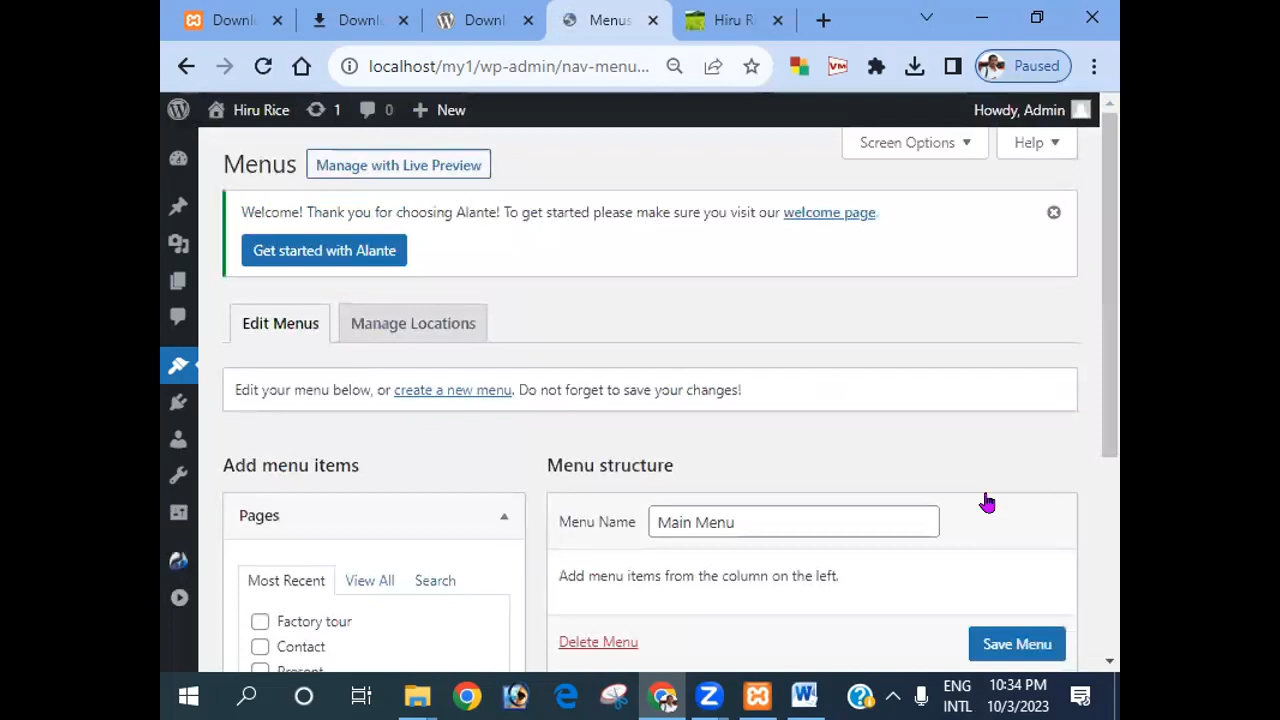 Downl
Downl
Downl
Menus
Hiru R
localhost/my1/wp-admin/nav-menu...
VM
Paused
Hiru Rice
1
0
New
Howdy, Admin
Menus
Manage with Live Preview
Screen Options
Help
Welcome! Thank you for choosing Alante! To get started please make sure you visit our welcome page.
Get started with Alante
Edit Menus
Manage Locations
Edit your menu below, or create a new menu. Do not forget to save your changes!
Add menu items
Menu structure
Pages
Menu Name
Main Menu
Most Recent
View All
Search
Add menu items from the column on the left.
Factory tour
Contact
Present
Delete Menu
Save Menu
ENG
INTL
10:34 PM
10/3/2023